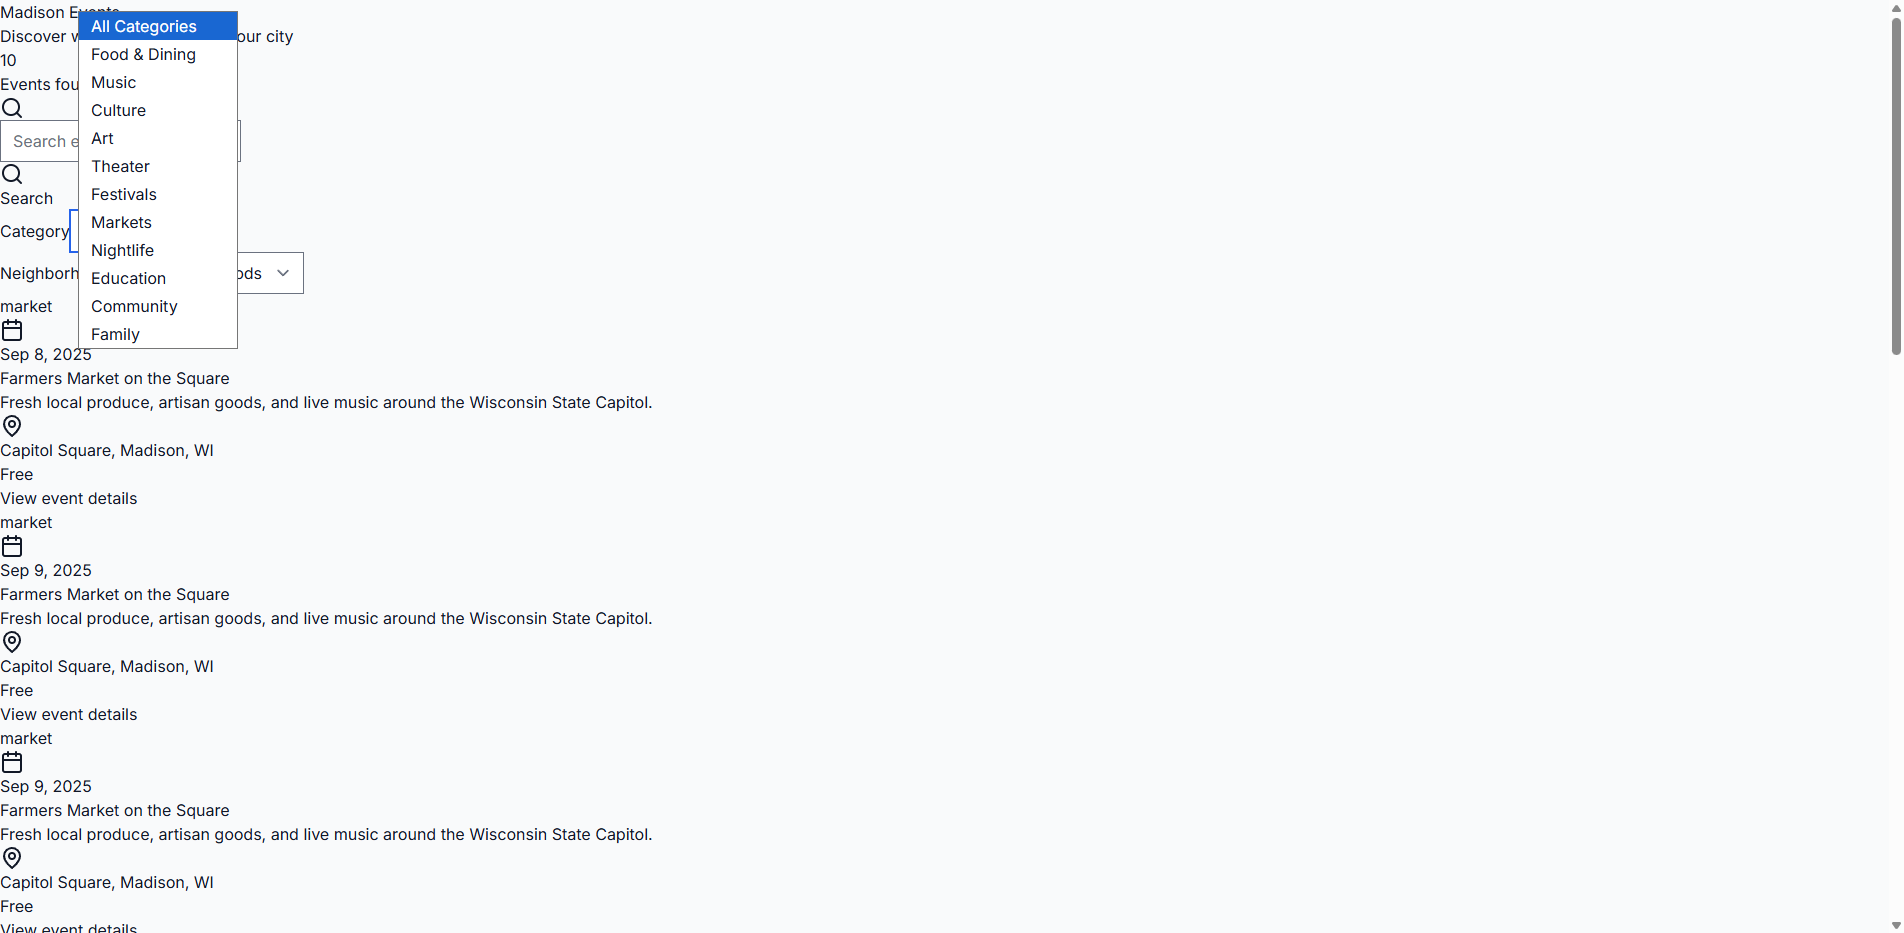 Madison Events
Discover w
our city
10
Events fou
Search e
Search
Category
Neighborh
ods
All Categories
Food & Dining
Music
Culture
Art
Theater
Festivals
Markets
Nightlife
Education
Community
Family
market
Sep 8, 2025
Farmers Market on the Square
Fresh local produce, artisan goods, and live music around the Wisconsin State Capitol.
Capitol Square, Madison, WI
Free
View event details
market
Sep 9, 2025
Farmers Market on the Square
Fresh local produce, artisan goods, and live music around the Wisconsin State Capitol.
Capitol Square, Madison, WI
Free
View event details
market
Sep 9, 2025
Farmers Market on the Square
Fresh local produce, artisan goods, and live music around the Wisconsin State Capitol.
Capitol Square, Madison, WI
Free
View event details